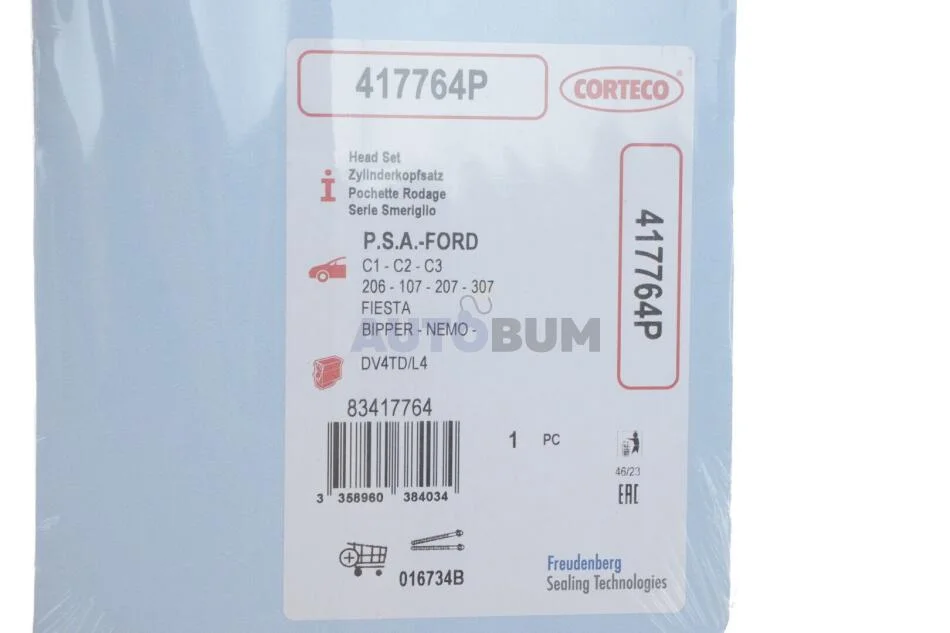 417764P
CORTECO®
Head Set
Zylinderkopfsatz
Pochette Rodage
Serie Smeriglio
417764P
P.S.A.-FORD
C1 - C2 - C3
206 - 107 - 207 - 307
FIESTA
BIPPER - NEMO -
AUTOBUM
DV4TD/L4
83417764
1 PC
46/23
3 358960 384034
EAC
016734B
Freudenberg
Sealing Technologies